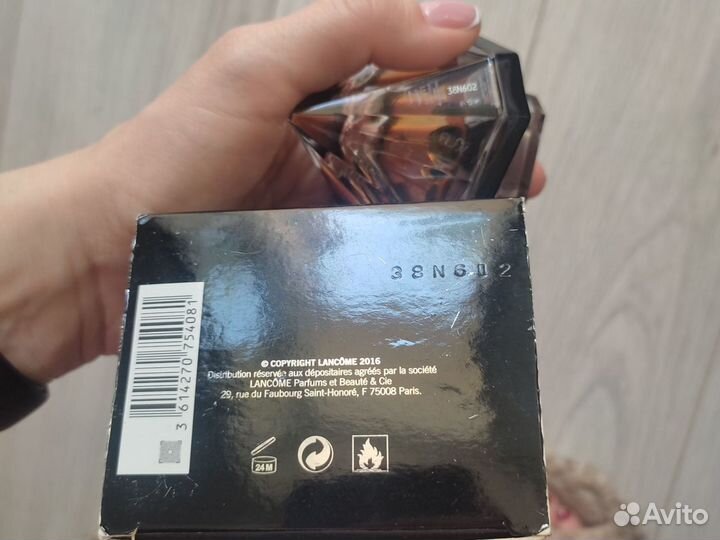 38N602
38N602
3 614270 754081
© COPYRIGHT LANCÔME 2016
Distribution réservée aux dépositaires agréés par la société
LANCÔME Parfums et Beauté & Cie
29, rue du Faubourg Saint-Honoré, F 75008 Paris.
24 M
Avito